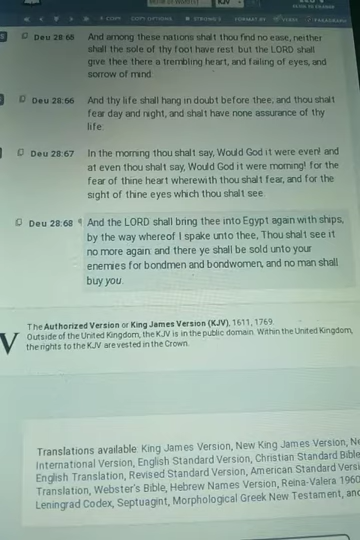 COPY COPY OPTIONS STRONG'S FORMAT BY VERSE PARAGRAPH
Deu 28:65 And among these nations shalt thou find no ease, neither
shall the sole of thy foot have rest: but the LORD shall
give thee there a trembling heart, and failing of eyes, and
sorrow of mind:
Deu 28:66 And thy life shall hang in doubt before thee; and thou shalt
fear day and night, and shalt have none assurance of thy
life:
Deu 28:67 In the morning thou shalt say, Would God it were even! and
at even thou shalt say, Would God it were morning! for the
fear of thine heart wherewith thou shalt fear, and for the
sight of thine eyes which thou shalt see.
Deu 28:68 ¶ And the LORD shall bring thee into Egypt again with ships,
by the way whereof I spake unto thee, Thou shalt see it
no more again: and there ye shall be sold unto your
enemies for bondmen and bondwomen, and no man shall
buy you.
V
The Authorized Version or King James Version (KJV), 1611, 1769.
Outside of the United Kingdom, the KJV is in the public domain. Within the United Kingdom,
the rights to the KJV are vested in the Crown.
Translations available: King James Version, New King James Version, Ne
International Version, English Standard Version, Christian Standard Bible
English Translation, Revised Standard Version, American Standard Versi
Translation, Webster's Bible, Hebrew Names Version, Reina-Valera 1960
Leningrad Codex, Septuagint, Morphological Greek New Testament, and